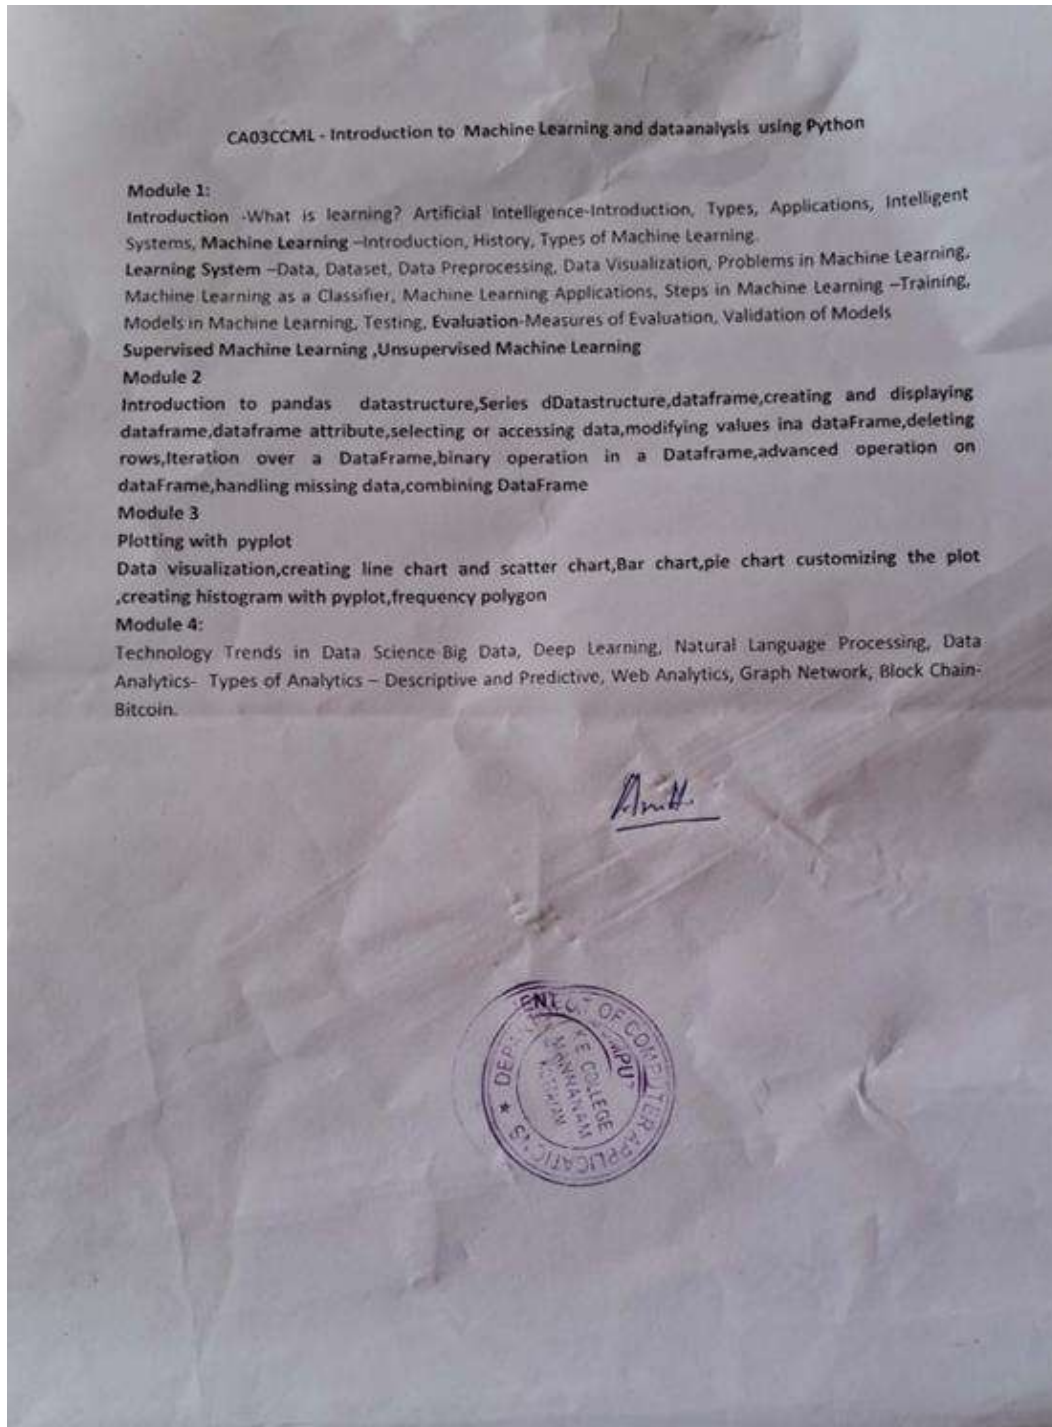 CA03CCML - Introduction to Machine Learning and dataanalysis using Python
Module 1:
Introduction -What is learning? Artificial Intelligence-Introduction, Types, Applications, Intelligent
Systems, Machine Learning –Introduction, History, Types of Machine Learning.
Learning System –Data, Dataset, Data Preprocessing, Data Visualization, Problems in Machine Learning,
Machine Learning as a Classifier, Machine Learning Applications, Steps in Machine Learning –Training,
Models in Machine Learning, Testing, Evaluation-Measures of Evaluation, Validation of Models
Supervised Machine Learning ,Unsupervised Machine Learning
Module 2
Introduction to pandas datastructure,Series dDatastructure,dataframe,creating and displaying
dataframe,dataframe attribute,selecting or accessing data,modifying values ina dataFrame,deleting
rows,Iteration over a DataFrame,binary operation in a Dataframe,advanced operation on
dataFrame,handling missing data,combining DataFrame
Module 3
Plotting with pyplot
Data visualization,creating line chart and scatter chart,Bar chart,pie chart customizing the plot
,creating histogram with pyplot,frequency polygon
Module 4:
Technology Trends in Data Science-Big Data, Deep Learning, Natural Language Processing, Data
Analytics- Types of Analytics – Descriptive and Predictive, Web Analytics, Graph Network, Block Chain-
Bitcoin.
OF COMPUTER APPLICATIONS
K E COLLEGE
MANNANAM